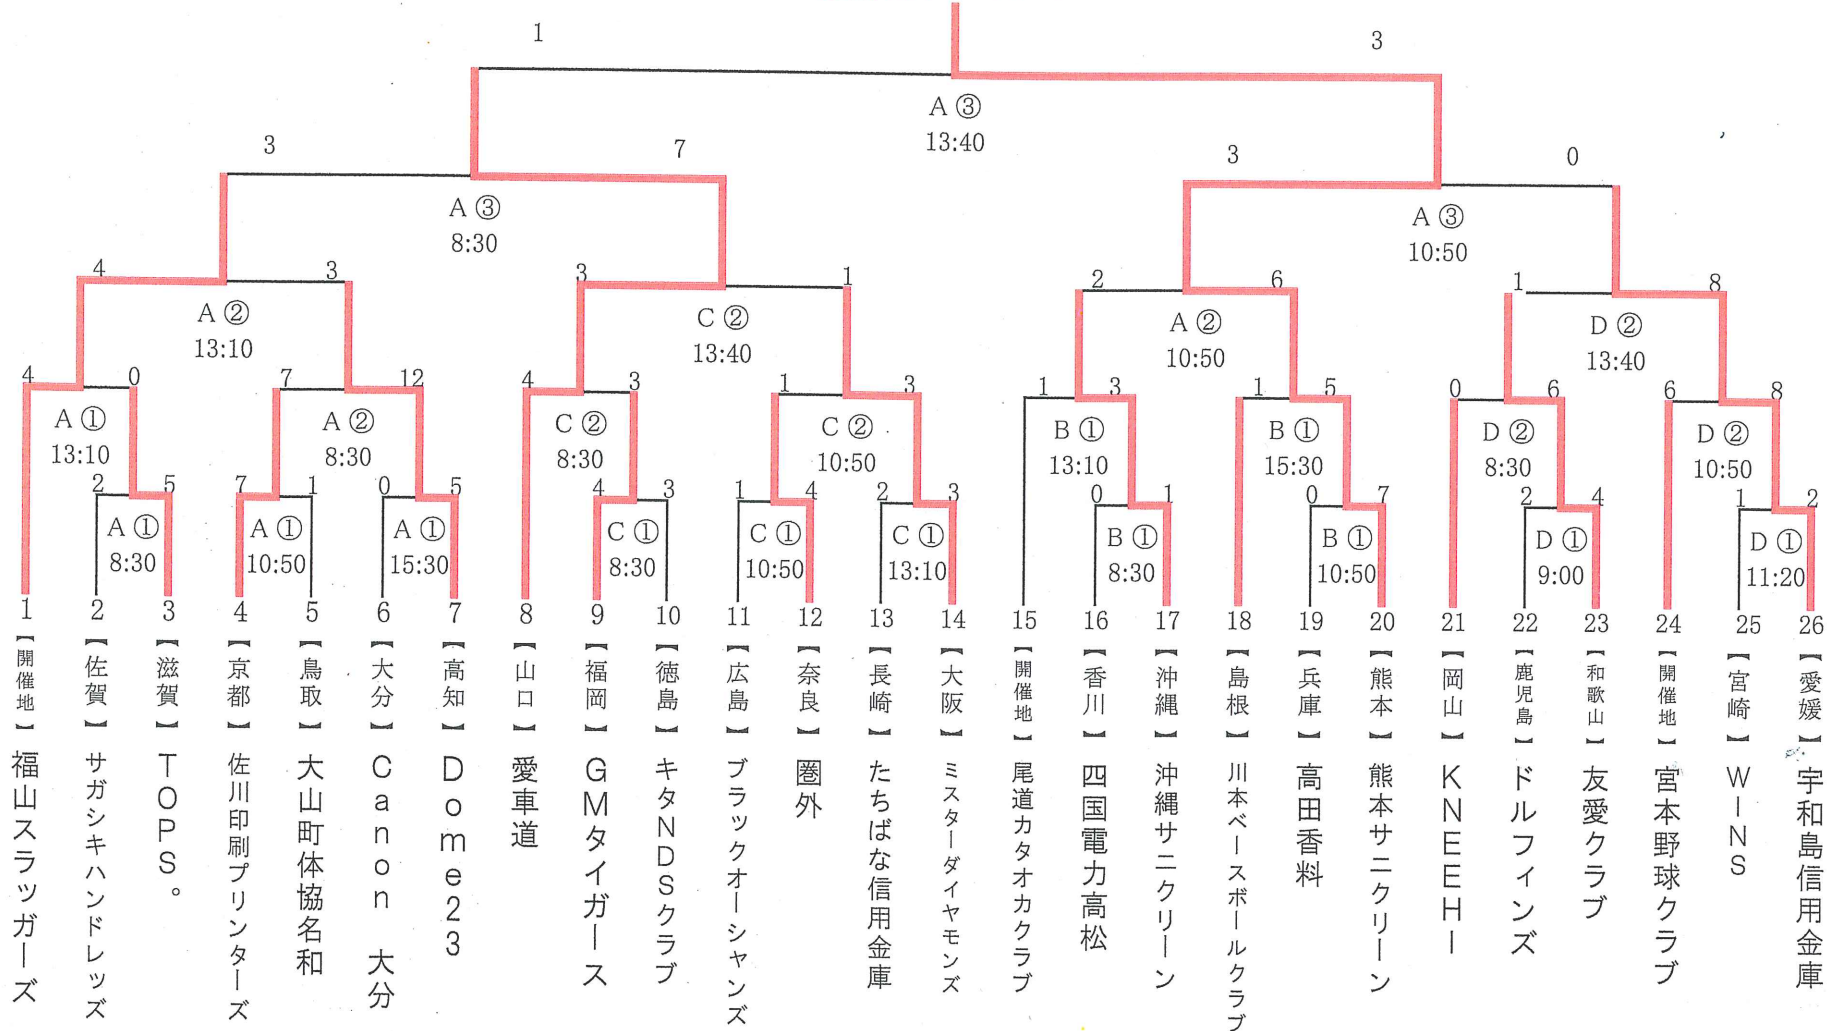 1 3
A③
13:40
3 7 3 0
A③
8:30
A③
10:50
4 3 3 1 2 6 1 8
A②
13:10
C②
13:40
A②
10:50
D②
13:40
4 0 7 12 4 3 1 3 1 3 1 5 0 6 6 8
A①
13:10
A②
8:30
C②
8:30
C②
10:50
B①
13:10
B①
15:30
D②
8:30
D②
10:50
2 5 7 1 0 5 4 3 1 4 2 3 0 1 0 7 2 4 1 2
A①
8:30
A①
10:50
A①
15:30
C①
8:30
C①
10:50
C①
13:10
B①
8:30
B①
10:50
D①
9:00
D①
11:20
1
【開催地】福山スラッガーズ
2
【佐賀】サガシキハンドレッズ
3
【滋賀】TOPS。
4
【京都】佐川印刷プリンターズ
5
【鳥取】大山町体協名和
6
【大分】Canon 大分
7
【高知】Dome23
8
【山口】愛車道
9
【福岡】GMタイガース
10
【徳島】キタNDSクラブ
11
【広島】ブラックオーシャンズ
12
【奈良】圏外
13
【長崎】たちばな信用金庫
14
【大阪】ミスターダイヤモンズ
15
【開催地】尾道カタオカクラブ
16
【香川】四国電力高松
17
【沖縄】沖縄サニクリーン
18
【島根】川本ベースボールクラブ
19
【兵庫】高田香料
20
【熊本】熊本サニクリーン
21
【岡山】KNEEHI
22
【鹿児島】ドルフィンズ
23
【和歌山】友愛クラブ
24
【開催地】宮本野球クラブ
25
【宮崎】WINS
26
【愛媛】宇和島信用金庫